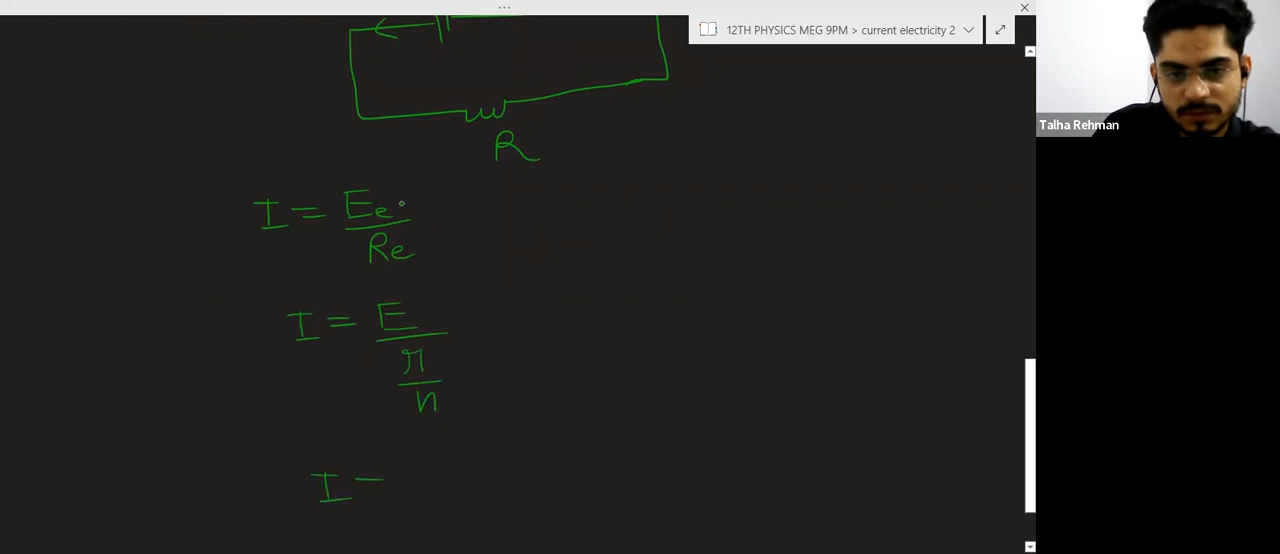 12TH PHYSICS MEG 9PM > current electricity 2
Talha Rehman
R
I = Ee
Re
I = E
r
n
I =